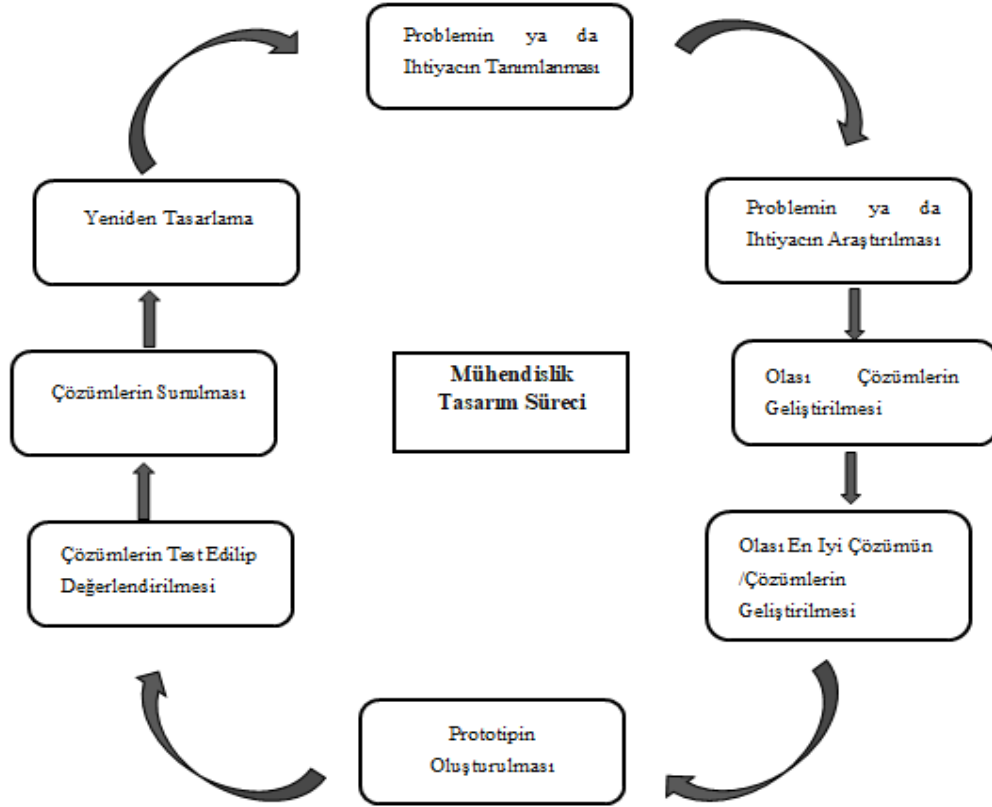 Problemin ya da
Ihtiyacın Tanımlanması
Problemin ya da
Ihtiyacın Araştırılması
Olası Çözümlerin
Geliştirilmesi
Olası En Iyi Çözümün
/Çözümlerin
Geliştirilmesi
Prototipin
Oluşturulması
Çözümlerin Test Edilip
Değerlendirilmesi
Çözümlerin Sunulması
Yeniden Tasarlama
Mühendislik
Tasarım Süreci